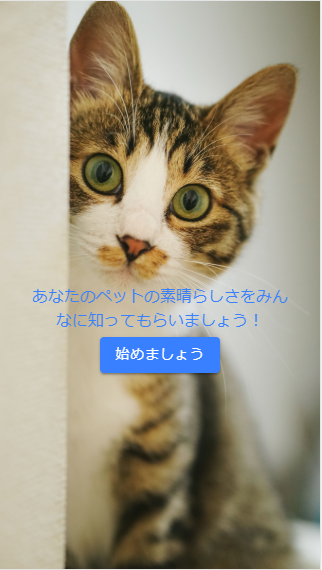 あなたのペットの素晴らしさをみん
なに知ってもらいましょう！
始めましょう